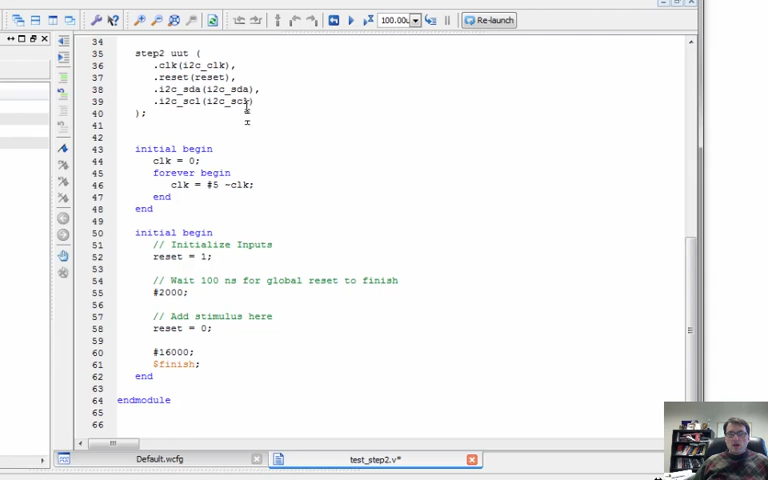 100.00u
Re-launch
34
35 step2 uut (
36 .clk(i2c_clk),
37 .reset(reset),
38 .i2c_sda(i2c_sda),
39 .i2c_scl(i2c_scl)
40 );
41
42
43 initial begin
44 clk = 0;
45 forever begin
46 clk = #5 ~clk;
47 end
48 end
49
50 initial begin
51 // Initialize Inputs
52 reset = 1;
53
54 // Wait 100 ns for global reset to finish
55 #2000;
56
57 // Add stimulus here
58 reset = 0;
59
60 #16000;
61 $finish;
62 end
63
64 endmodule
65
66
Default.wcfg
test_step2.v*